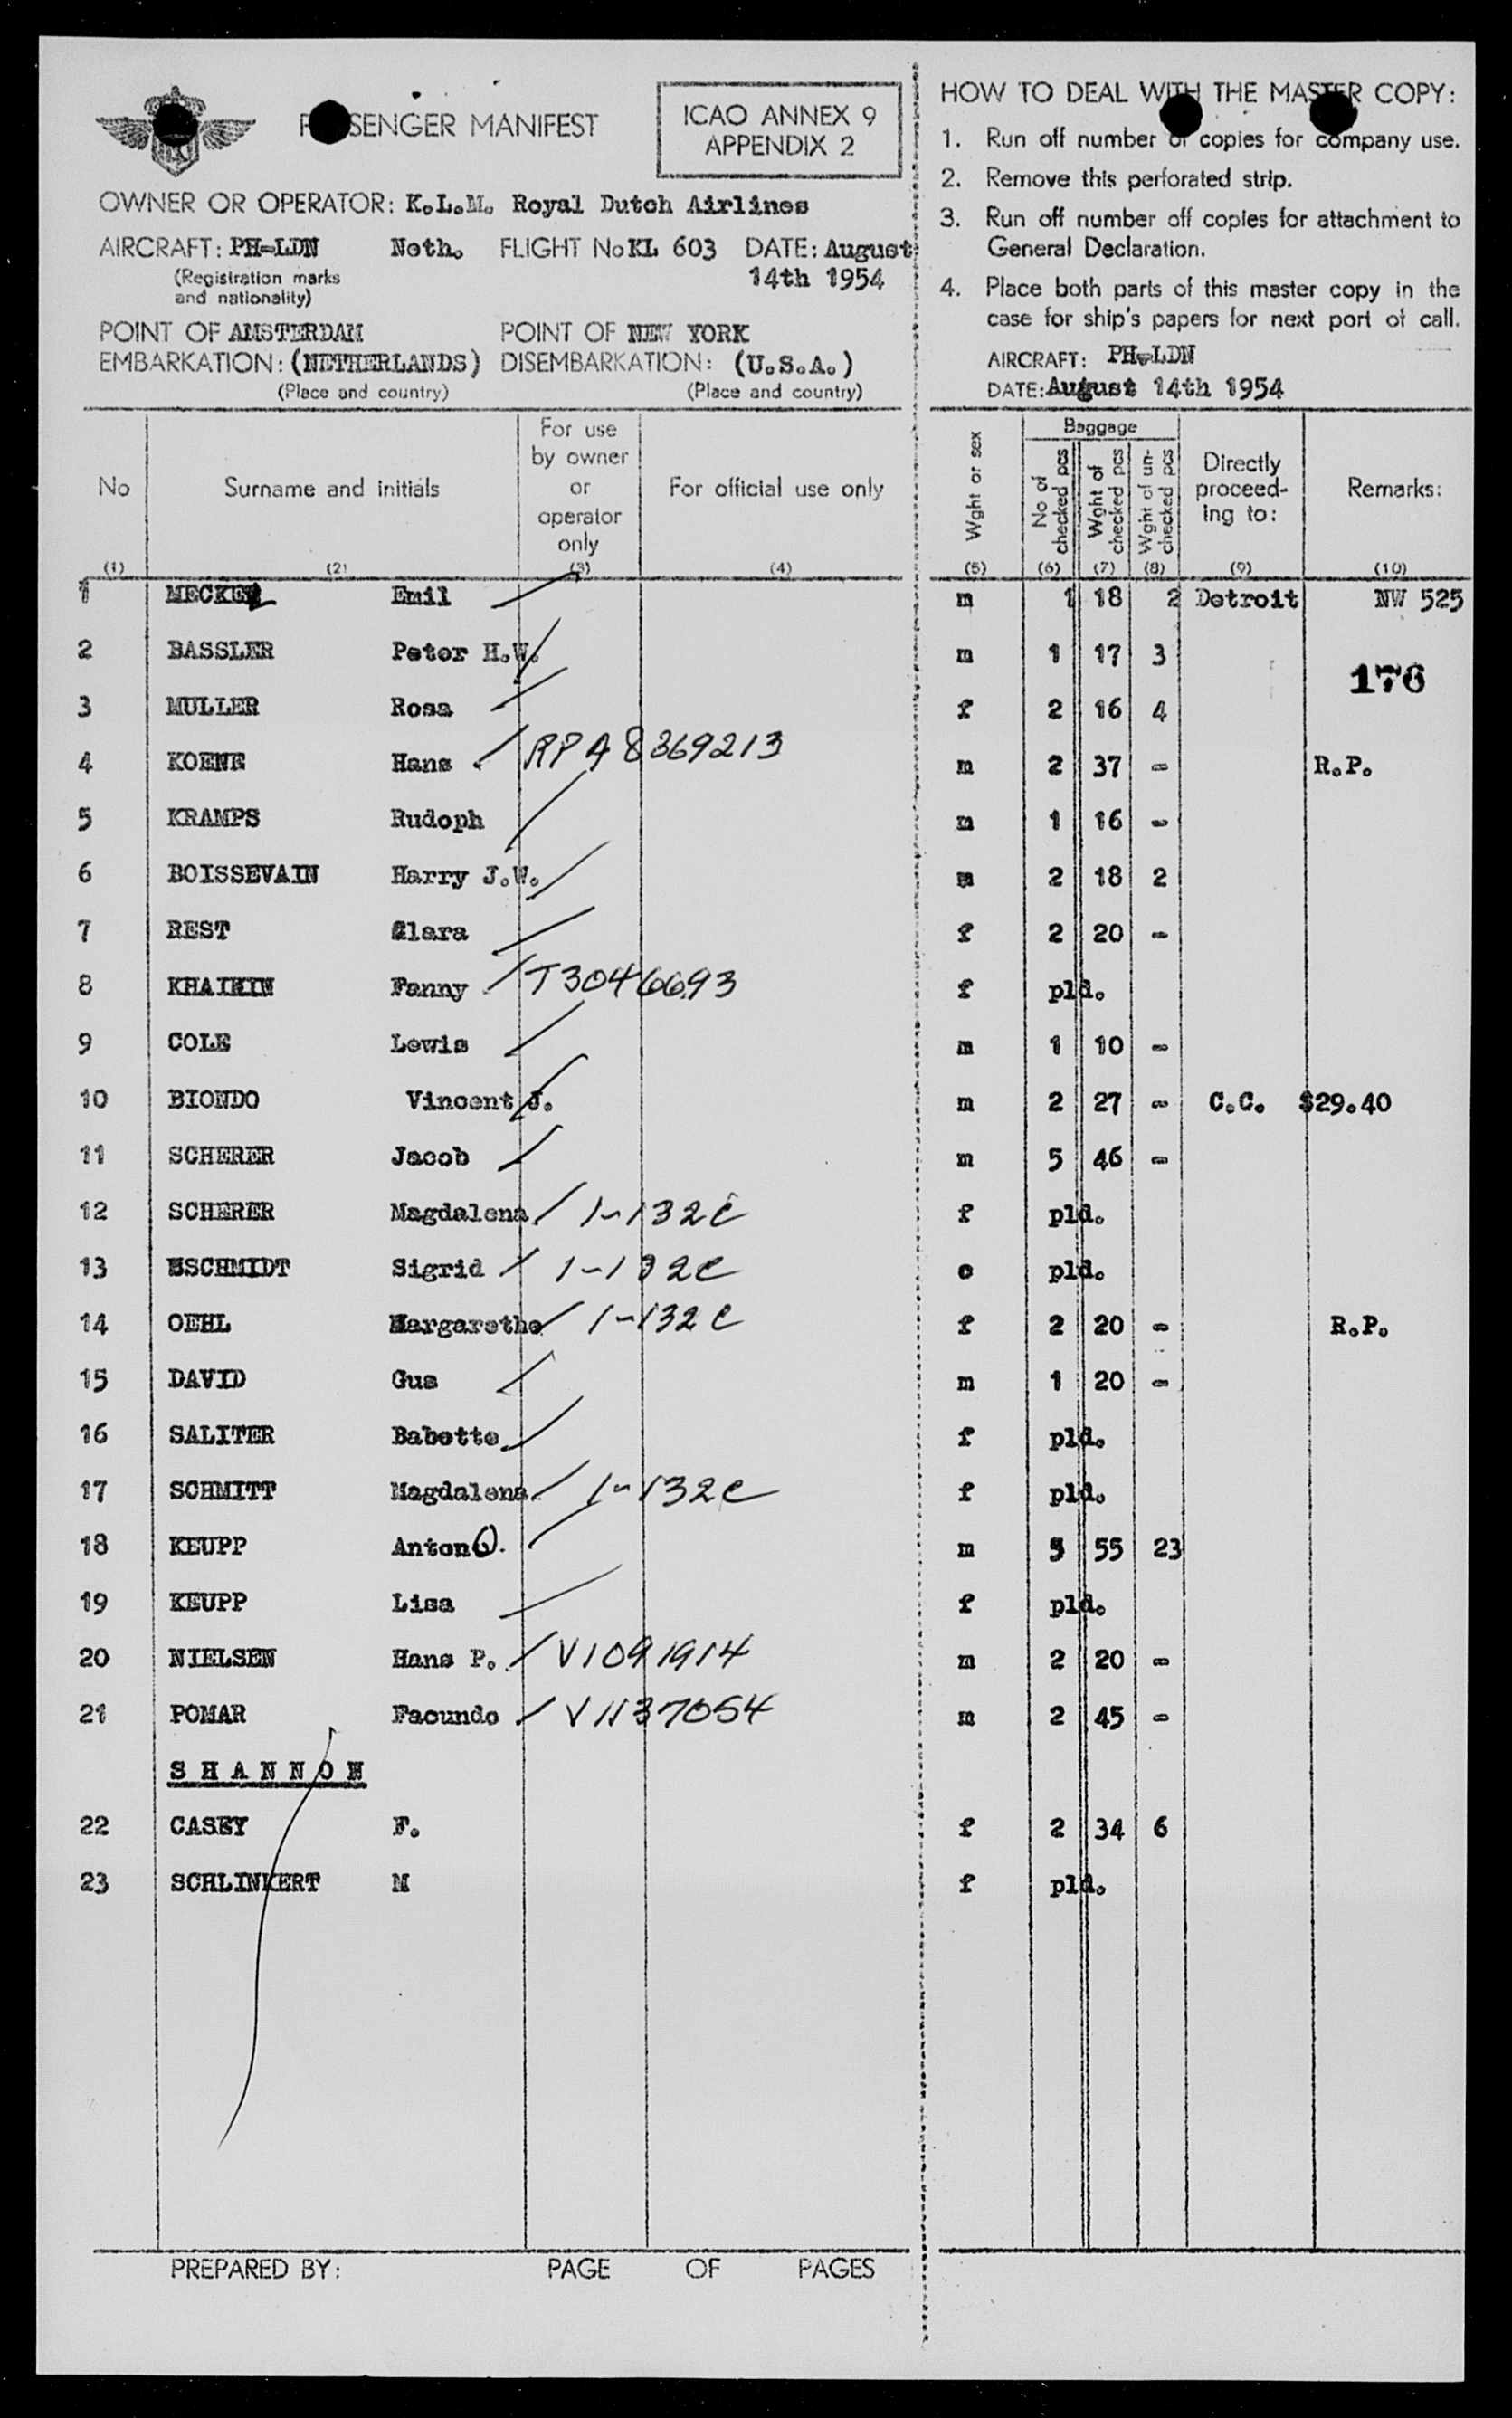 PASSENGER MANIFEST
ICAO ANNEX 9
APPENDIX 2
OWNER OR OPERATOR: K.L.M. Royal Dutch Airlines
AIRCRAFT: PH-LDN Neth. FLIGHT No KL 603 DATE: August
(Registration marks
and nationality)
14th 1954
POINT OF AMSTERDAM POINT OF NEW YORK
EMBARKATION: (NETHERLANDS) DISEMBARKATION: (U.S.A.)
(Place and country) (Place and country)
HOW TO DEAL WITH THE MASTER COPY:
1. Run off number of copies for company use.
2. Remove this perforated strip.
3. Run off number off copies for attachment to
General Declaration.
4. Place both parts of this master copy in the
case for ship's papers for next port of call.
AIRCRAFT: PH-LDN
DATE: August 14th 1954
No Surname and initials For use by owner or operator only For official use only Wght or sex Baggage No of checked pcs Wght of checked pcs Wght of un-checked pcs Directly proceed-ing to: Remarks:
(1) (2) (3) (4) (5) (6) (7) (8) (9) (10)
1 Emil m 1 18 2 Detroit NW 525
2 BASSLER Peter H.W. m 1 17 3
176
3 MULLER Rosa f 2 16 4
4 KOENE Hans RPA 8369213 m 2 37 - R.P.
5 KRAMPS Rudoph m 1 16 -
6 BOISSEVAIN Harry J.W. m 2 18 2
7 REST Clara f 2 20 -
8 Fanny T3046693 f pld.
9 COLE Lewis m 1 10 -
10 BIONDO Vincent J. m 2 27 - C.C. $29.40
11 SCHERER Jacob m 5 46 -
12 SCHERER Magdalena 1-132c f pld.
13 SCHMIDT Sigrid 1-132c c pld.
14 OEHL Margarethe 1-132c f 2 20 - R.P.
15 DAVID Gus m 1 20 -
16 SALITER Babette f pld.
17 SCHMITT Magdalena 1-132c f pld.
18 KEUPP Anton O. m 5 55 23
19 KEUPP Lisa f pld.
20 NIELSEN Hans P. V1091914 m 2 20 -
21 POMAR Facundo V1137054 m 2 45 -
SHANNON
22 CASEY F. f 2 34 6
23 SCHLINKERT M f pld.
PREPARED BY: PAGE OF PAGES